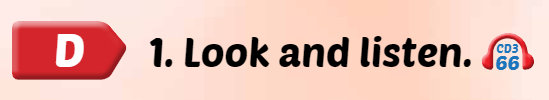 D 1. Look and listen. CD3 66